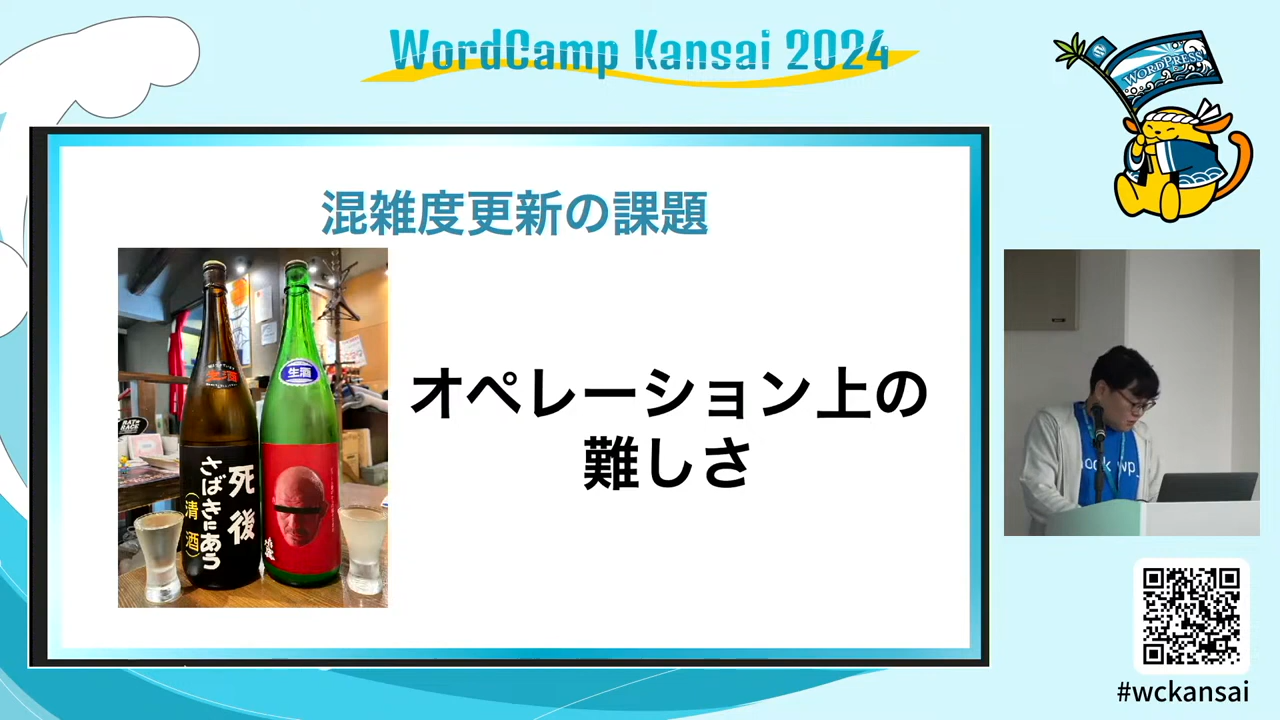 WordCamp Kansai 2024
WORDPRESS
混雑度更新の課題
オペレーション上の
難しさ
生酒
生酒
死後
さばきにあう
(清酒)
#wckansai